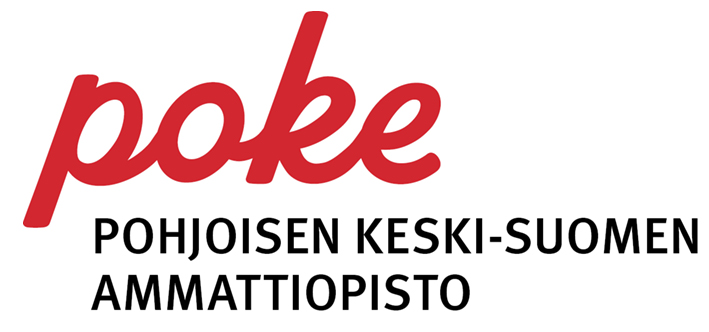 poke
POHJOISEN KESKI-SUOMEN
AMMATTIOPISTO